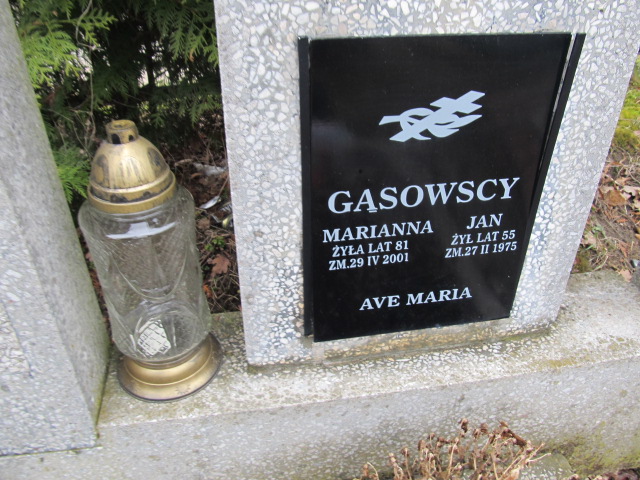 GĄSOWSCY
MARIANNA
ŻYŁA LAT 81
ZM.29 IV 2001
JAN
ŻYŁ LAT 55
ZM.27 II 1975
AVE MARIA